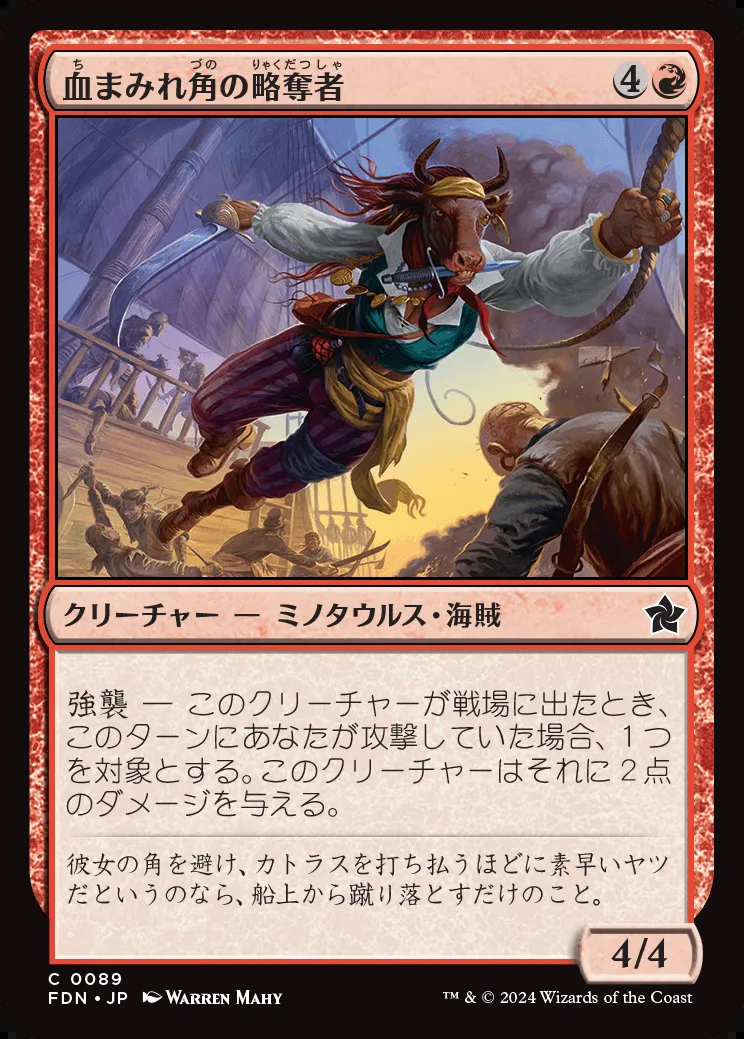 ち づの りゃくだつしゃ
血まみれ角の略奪者 4
クリーチャー — ミノタウルス・海賊
強襲 — このクリーチャーが戦場に出たとき、
このターンにあなたが攻撃していた場合、1つ
を対象とする。このクリーチャーはそれに2点
のダメージを与える。
彼女の角を避け、カトラスを打ち払うほどに素早いヤツ
だというのなら、船上から蹴り落とすだけのこと。
4/4
C 0089
FDN • JP WARREN MAHY
™ & © 2024 Wizards of the Coast